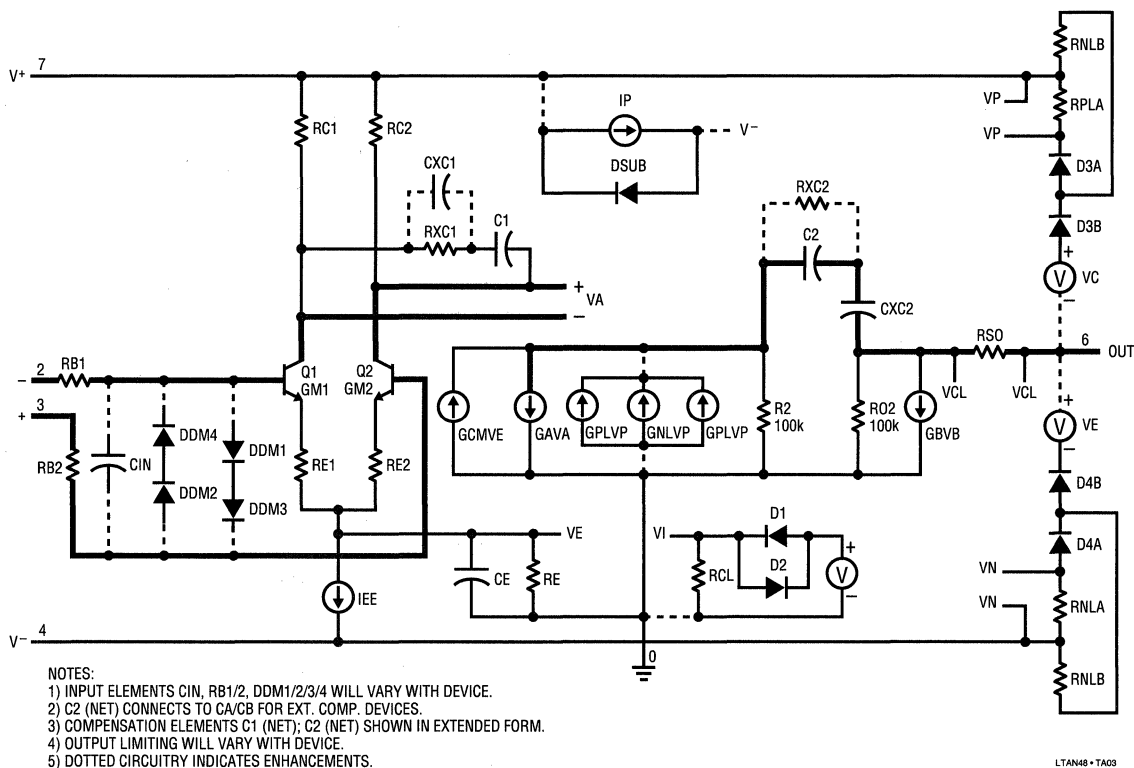 RNLB
7
V+
VP
RPLA
IP
V−
RC1
RC2
VP
DSUB
D3A
CXC1
RXC2
RXC1
C1
C2
D3B
+
V
VC
−
+
VA
−
CXC2
RSO
6
OUT
2
−
RB1
Q1
GM1
Q2
GM2
VCL
VCL
+
V
VE
−
3
+
GCMVE
GAVA
GPLVP
GNLVP
GPLVP
R2
100k
RO2
100k
GBVB
RB2
CIN
DDM4
DDM1
RE1
RE2
D4B
DDM2
DDM3
D1
D4A
VE
VI
+
V
−
D2
VN
CE
RE
RCL
VN
RNLA
IEE
V−
4
0
RNLB
NOTES:
1) INPUT ELEMENTS CIN, RB1/2, DDM1/2/3/4 WILL VARY WITH DEVICE.
2) C2 (NET) CONNECTS TO CA/CB FOR EXT. COMP. DEVICES.
3) COMPENSATION ELEMENTS C1 (NET); C2 (NET) SHOWN IN EXTENDED FORM.
4) OUTPUT LIMITING WILL VARY WITH DEVICE.
5) DOTTED CIRCUITRY INDICATES ENHANCEMENTS.
LTAN48 • TA03